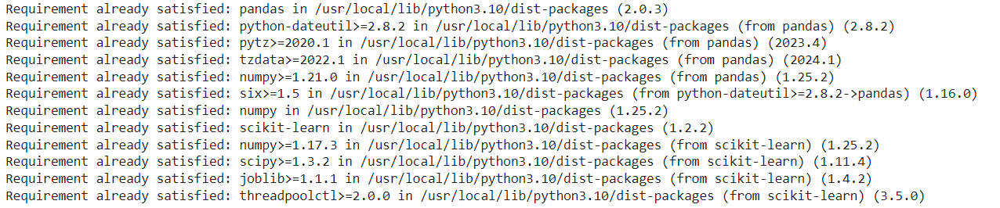 Requirement already satisfied: pandas in /usr/local/lib/python3.10/dist-packages (2.0.3)
Requirement already satisfied: python-dateutil>=2.8.2 in /usr/local/lib/python3.10/dist-packages (from pandas) (2.8.2)
Requirement already satisfied: pytz>=2020.1 in /usr/local/lib/python3.10/dist-packages (from pandas) (2023.4)
Requirement already satisfied: tzdata>=2022.1 in /usr/local/lib/python3.10/dist-packages (from pandas) (2024.1)
Requirement already satisfied: numpy>=1.21.0 in /usr/local/lib/python3.10/dist-packages (from pandas) (1.25.2)
Requirement already satisfied: six>=1.5 in /usr/local/lib/python3.10/dist-packages (from python-dateutil>=2.8.2->pandas) (1.16.0)
Requirement already satisfied: numpy in /usr/local/lib/python3.10/dist-packages (1.25.2)
Requirement already satisfied: scikit-learn in /usr/local/lib/python3.10/dist-packages (1.2.2)
Requirement already satisfied: numpy>=1.17.3 in /usr/local/lib/python3.10/dist-packages (from scikit-learn) (1.25.2)
Requirement already satisfied: scipy>=1.3.2 in /usr/local/lib/python3.10/dist-packages (from scikit-learn) (1.11.4)
Requirement already satisfied: joblib>=1.1.1 in /usr/local/lib/python3.10/dist-packages (from scikit-learn) (1.4.2)
Requirement already satisfied: threadpoolctl>=2.0.0 in /usr/local/lib/python3.10/dist-packages (from scikit-learn) (3.5.0)